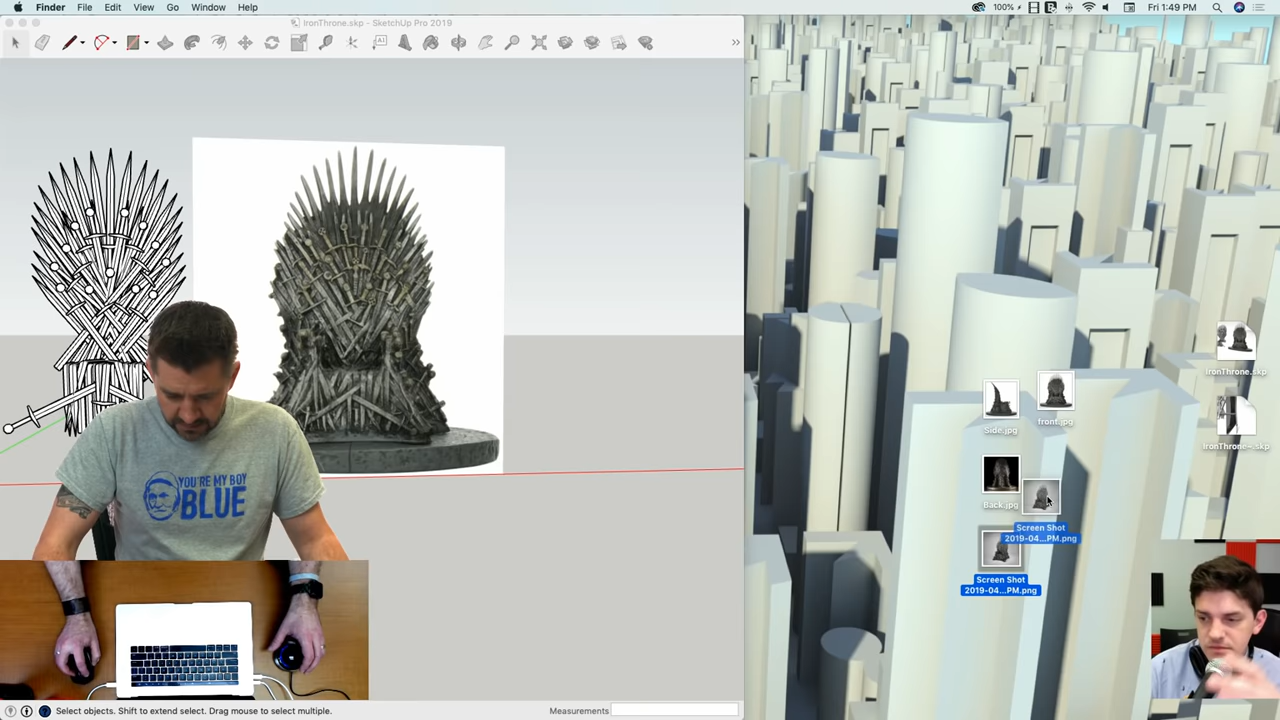 Finder File Edit View Go Window Help
100% Fri 1:49 PM
IronThrone.skp - SketchUp Pro 2019
IronThrone.skp
Side.jpg
front.jpg
IronThrone~.skp
Back.jpg
Screen Shot
2019-04...PM.png
Screen Shot
2019-04...PM.png
YOU'RE MY BOY
BLUE
Select objects. Shift to extend select. Drag mouse to select multiple.
Measurements